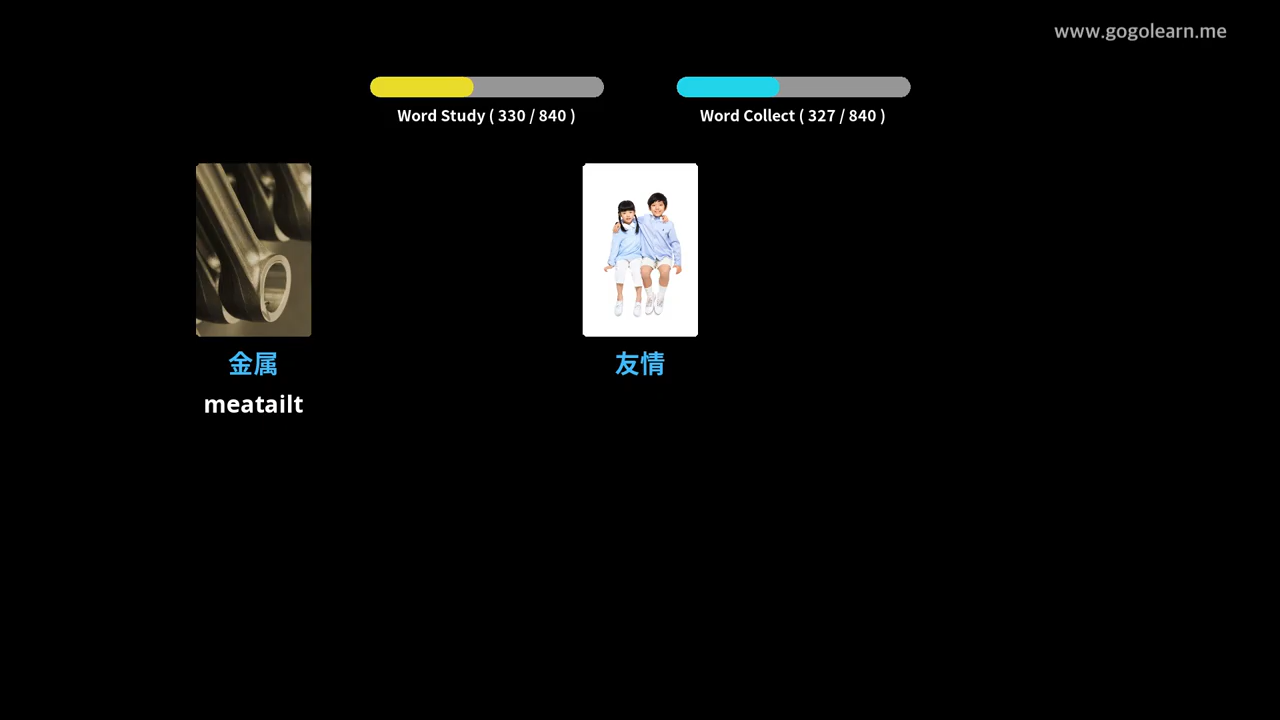 www.gogolearn.me
Word Study ( 330 / 840 )
Word Collect ( 327 / 840 )
金属
友情
meatailt